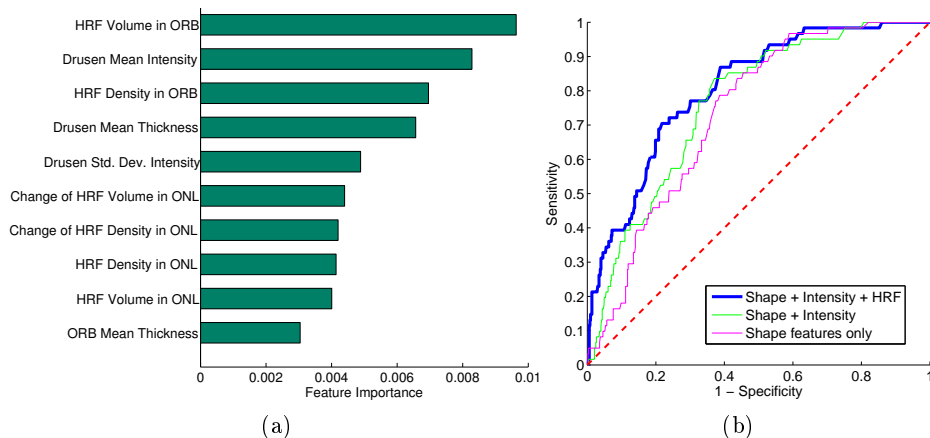 HRF Volume in ORB
Drusen Mean Intensity
HRF Density in ORB
Drusen Mean Thickness
Drusen Std. Dev. Intensity
Change of HRF Volume in ONL
Change of HRF Density in ONL
HRF Density in ONL
HRF Volume in ONL
ORB Mean Thickness
0 0.002 0.004 0.006 0.008 0.01
Feature Importance
(a)
1
0.9
0.8
0.7
0.6
0.5
0.4
0.3
0.2
0.1
0
Sensitivity
Shape + Intensity + HRF
Shape + Intensity
Shape features only
0 0.2 0.4 0.6 0.8 1
1 − Specificity
(b)